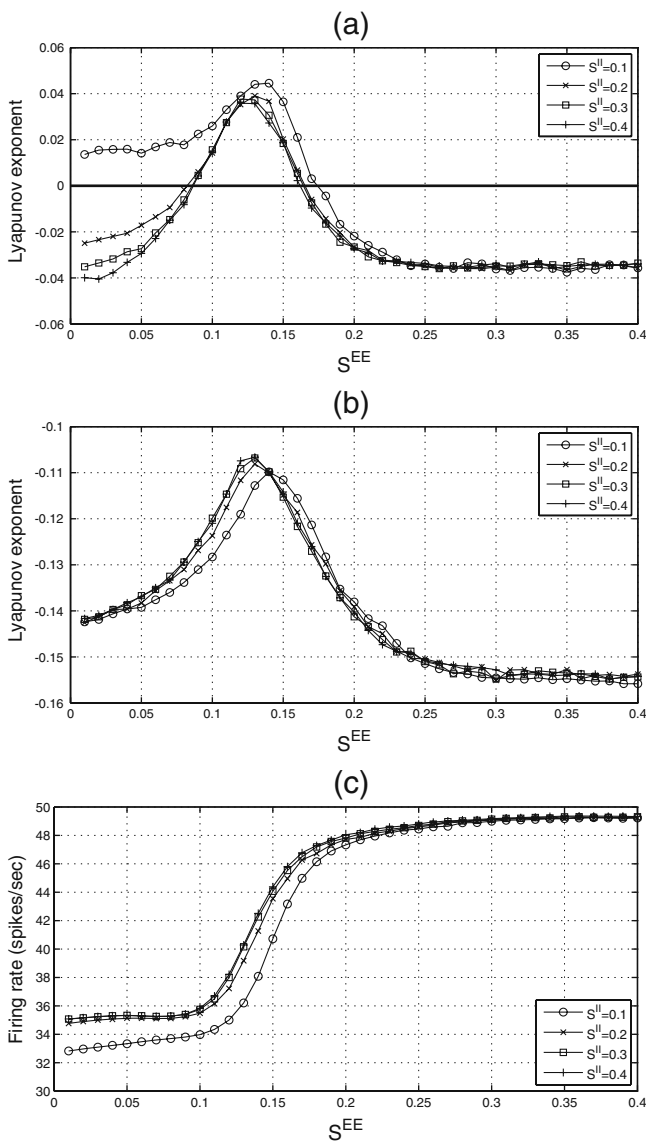 (a)
0.06
0.04
0.02
0
-0.02
-0.04
-0.06
Lyapunov exponent
S^II=0.1
S^II=0.2
S^II=0.3
S^II=0.4
0 0.05 0.1 0.15 0.2 0.25 0.3 0.35 0.4
S^EE
(b)
-0.1
-0.11
-0.12
-0.13
-0.14
-0.15
-0.16
Lyapunov exponent
S^II=0.1
S^II=0.2
S^II=0.3
S^II=0.4
0 0.05 0.1 0.15 0.2 0.25 0.3 0.35 0.4
S^EE
(c)
50
48
46
44
42
40
38
36
34
32
30
Firing rate (spikes/sec)
S^II=0.1
S^II=0.2
S^II=0.3
S^II=0.4
0 0.05 0.1 0.15 0.2 0.25 0.3 0.35 0.4
S^EE